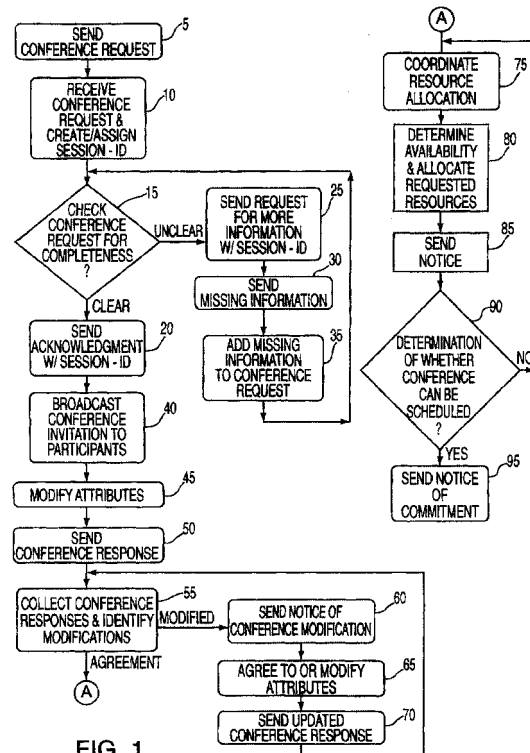 SEND
CONFERENCE REQUEST
5
RECEIVE
CONFERENCE
REQUEST &
CREATE/ASSIGN
SESSION - ID
10
CHECK
CONFERENCE
REQUEST FOR
COMPLETENESS
?
15
UNCLEAR
CLEAR
SEND REQUEST
FOR MORE
INFORMATION
W/ SESSION - ID
25
SEND
MISSING INFORMATION
30
ADD MISSING
INFORMATION
TO CONFERENCE
REQUEST
35
SEND
ACKNOWLEDGMENT
W/ SESSION - ID
20
BROADCAST
CONFERENCE
INVITATION TO
PARTICIPANTS
40
MODIFY ATTRIBUTES
45
SEND
CONFERENCE RESPONSE
50
COLLECT CONFERENCE
RESPONSES & IDENTIFY
MODIFICATIONS
55
MODIFIED
AGREEMENT
A
SEND NOTICE OF
CONFERENCE MODIFICATION
60
AGREE TO OR MODIFY
ATTRIBUTES
65
SEND UPDATED
CONFERENCE RESPONSE
70
FIG. 1
A
COORDINATE
RESOURCE
ALLOCATION
75
DETERMINE
AVAILABILITY
& ALLOCATE
REQUESTED
RESOURCES
80
SEND
NOTICE
85
DETERMINATION
OF WHETHER
CONFERENCE
CAN BE
SCHEDULED
?
90
NO
YES
SEND NOTICE
OF
COMMITMENT
95